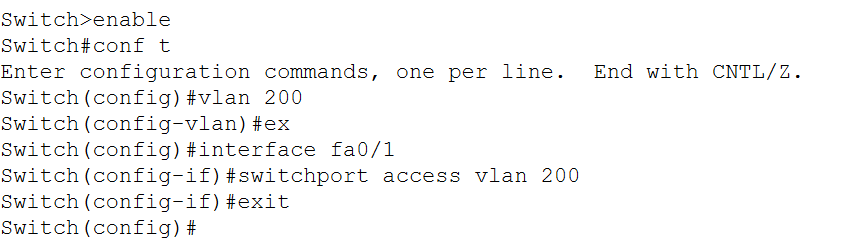 Switch>enable
Switch#conf t
Enter configuration commands, one per line.  End with CNTL/Z.
Switch(config)#vlan 200
Switch(config-vlan)#ex
Switch(config)#interface fa0/1
Switch(config-if)#switchport access vlan 200
Switch(config-if)#exit
Switch(config)#